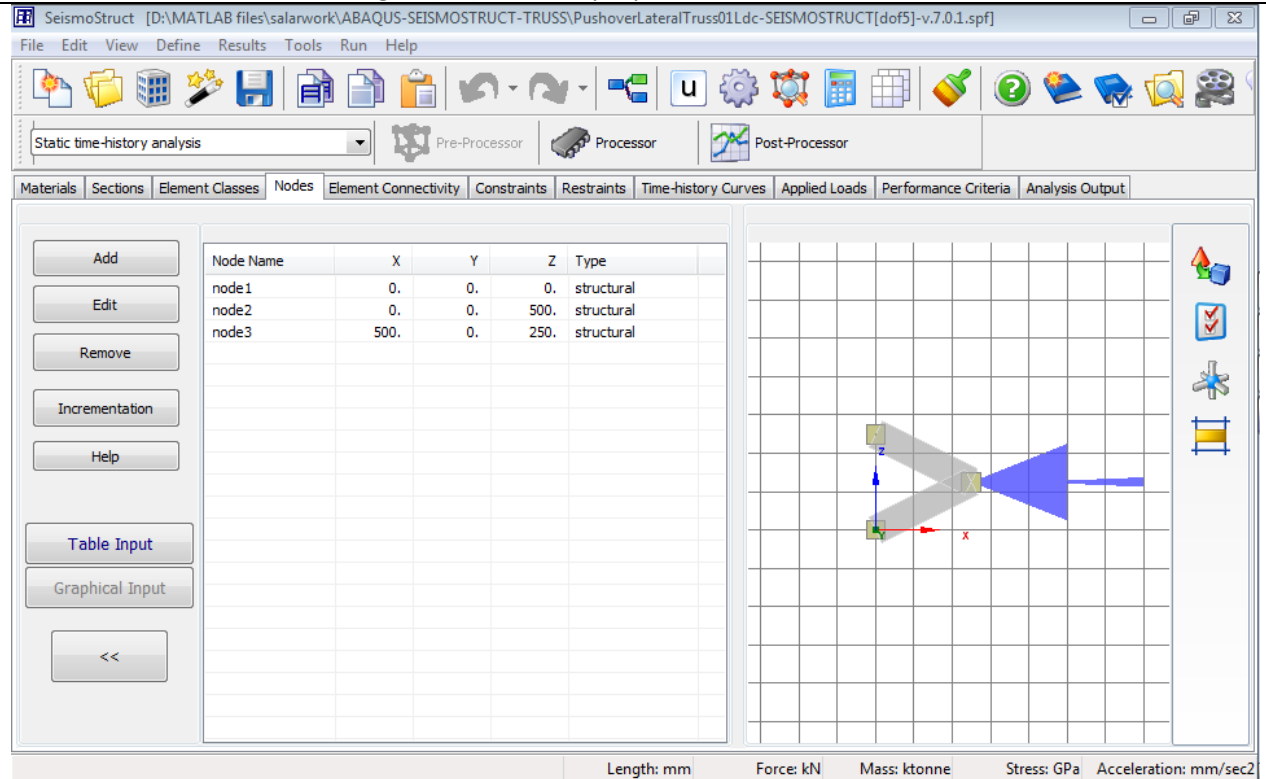 SeismoStruct [D:\MATLAB files\salarwork\ABAQUS-SEISMOSTRUCT-TRUSS\PushoverLateralTruss01Ldc-SEISMOSTRUCT[dof5]-v.7.0.1.spf]
File Edit View Define Results Tools Run Help
u
Static time-history analysis Pre-Processor Processor Post-Processor
Materials Sections Element Classes Nodes Element Connectivity Constraints Restraints Time-history Curves Applied Loads Performance Criteria Analysis Output
Add
Edit
Remove
Incrementation
Help
Table Input
Graphical Input
<<
Node Name X Y Z Type
node1 0. 0. 0. structural
node2 0. 0. 500. structural
node3 500. 0. 250. structural
z
Y x
Length: mm Force: kN Mass: ktonne Stress: GPa Acceleration: mm/sec2